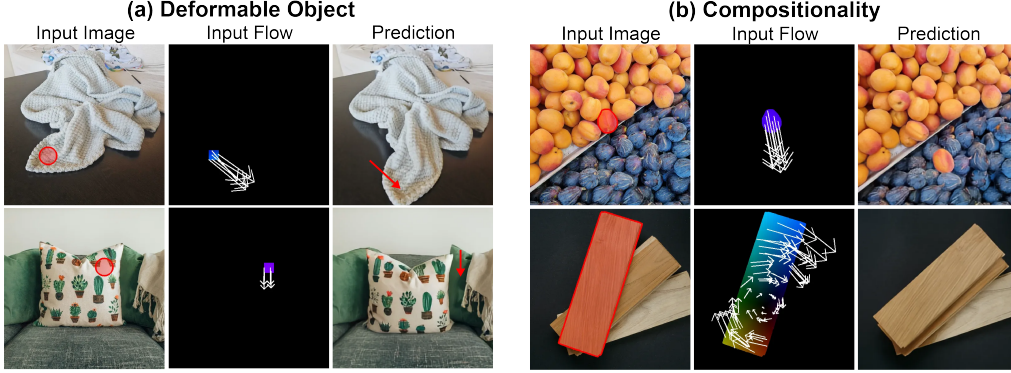 (a) Deformable Object
Input Image Input Flow Prediction
(b) Compositionality
Input Image Input Flow Prediction